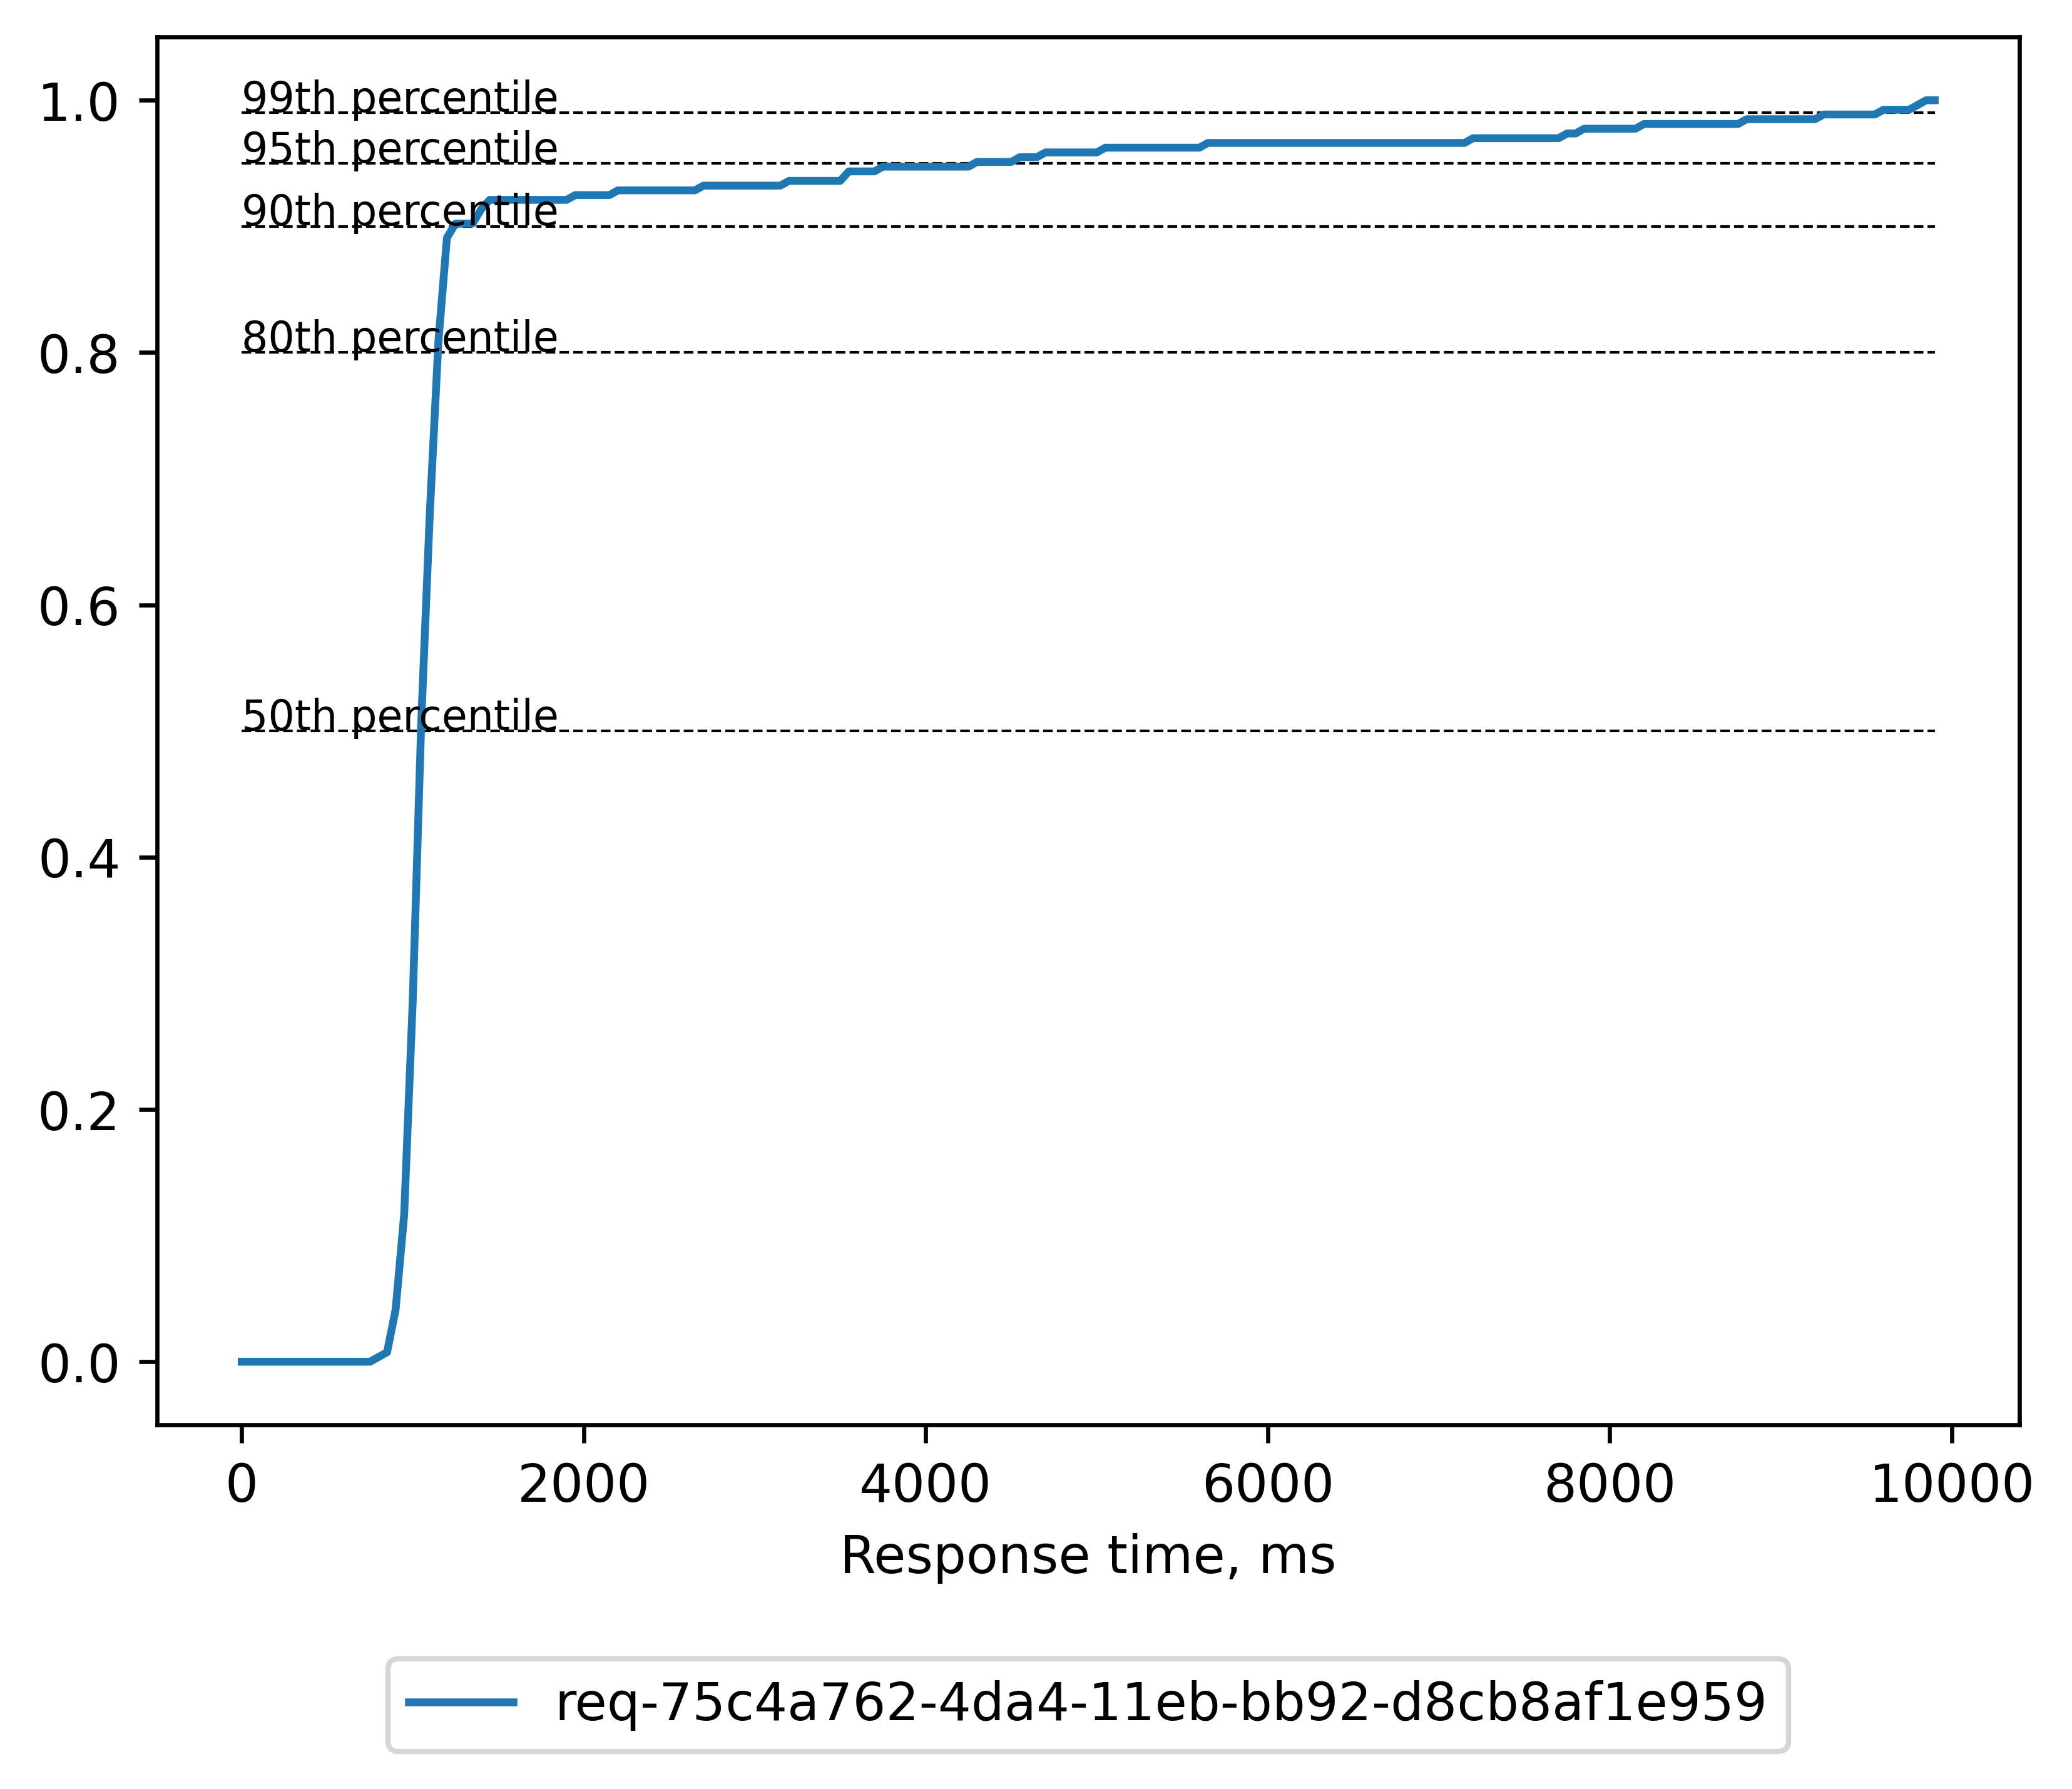 1.0
99th percentile
95th percentile
90th percentile
0.8
80th percentile
0.6
50th percentile
0.4
0.2
0.0
0 2000 4000 6000 8000 10000
Response time, ms
req-75c4a762-4da4-11eb-bb92-d8cb8af1e959